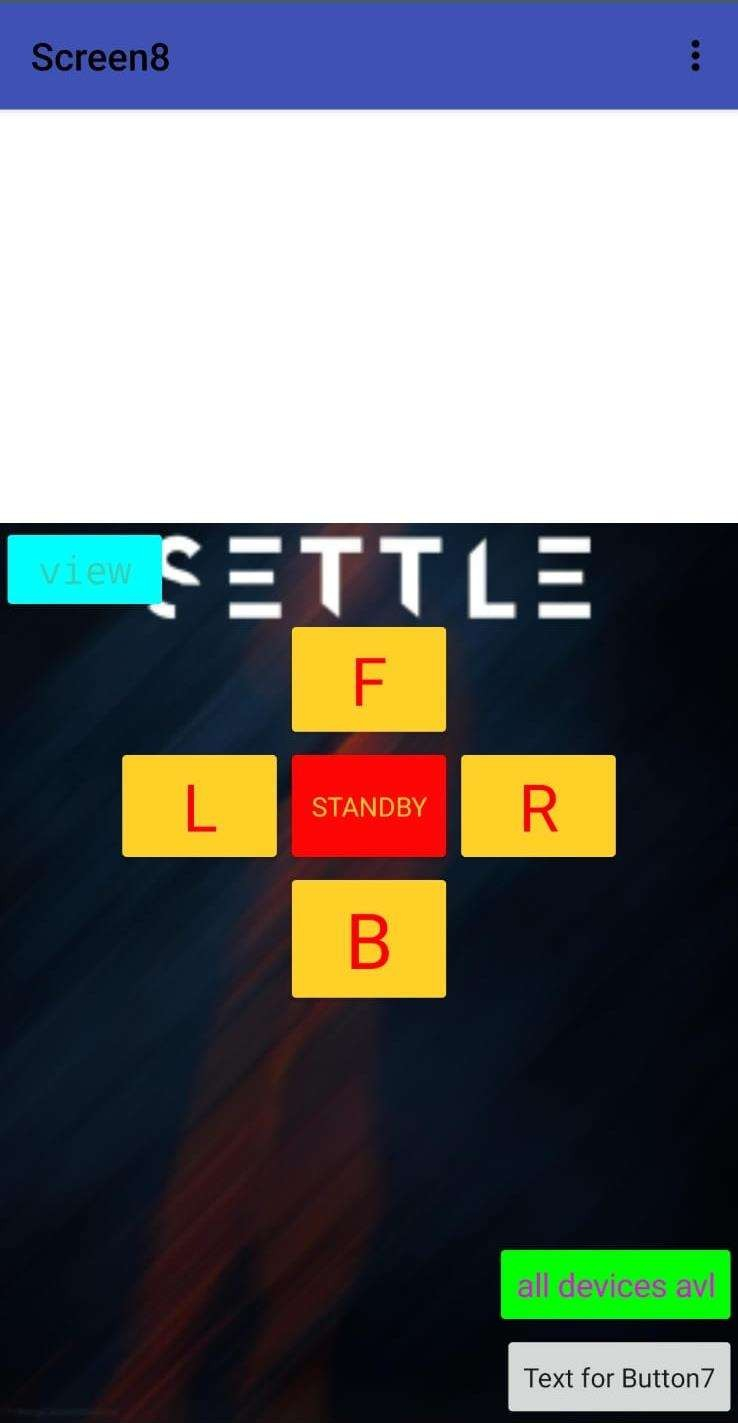 Screen8
view
SETTLE
F
L STANDBY R
B
all devices avl
Text for Button7